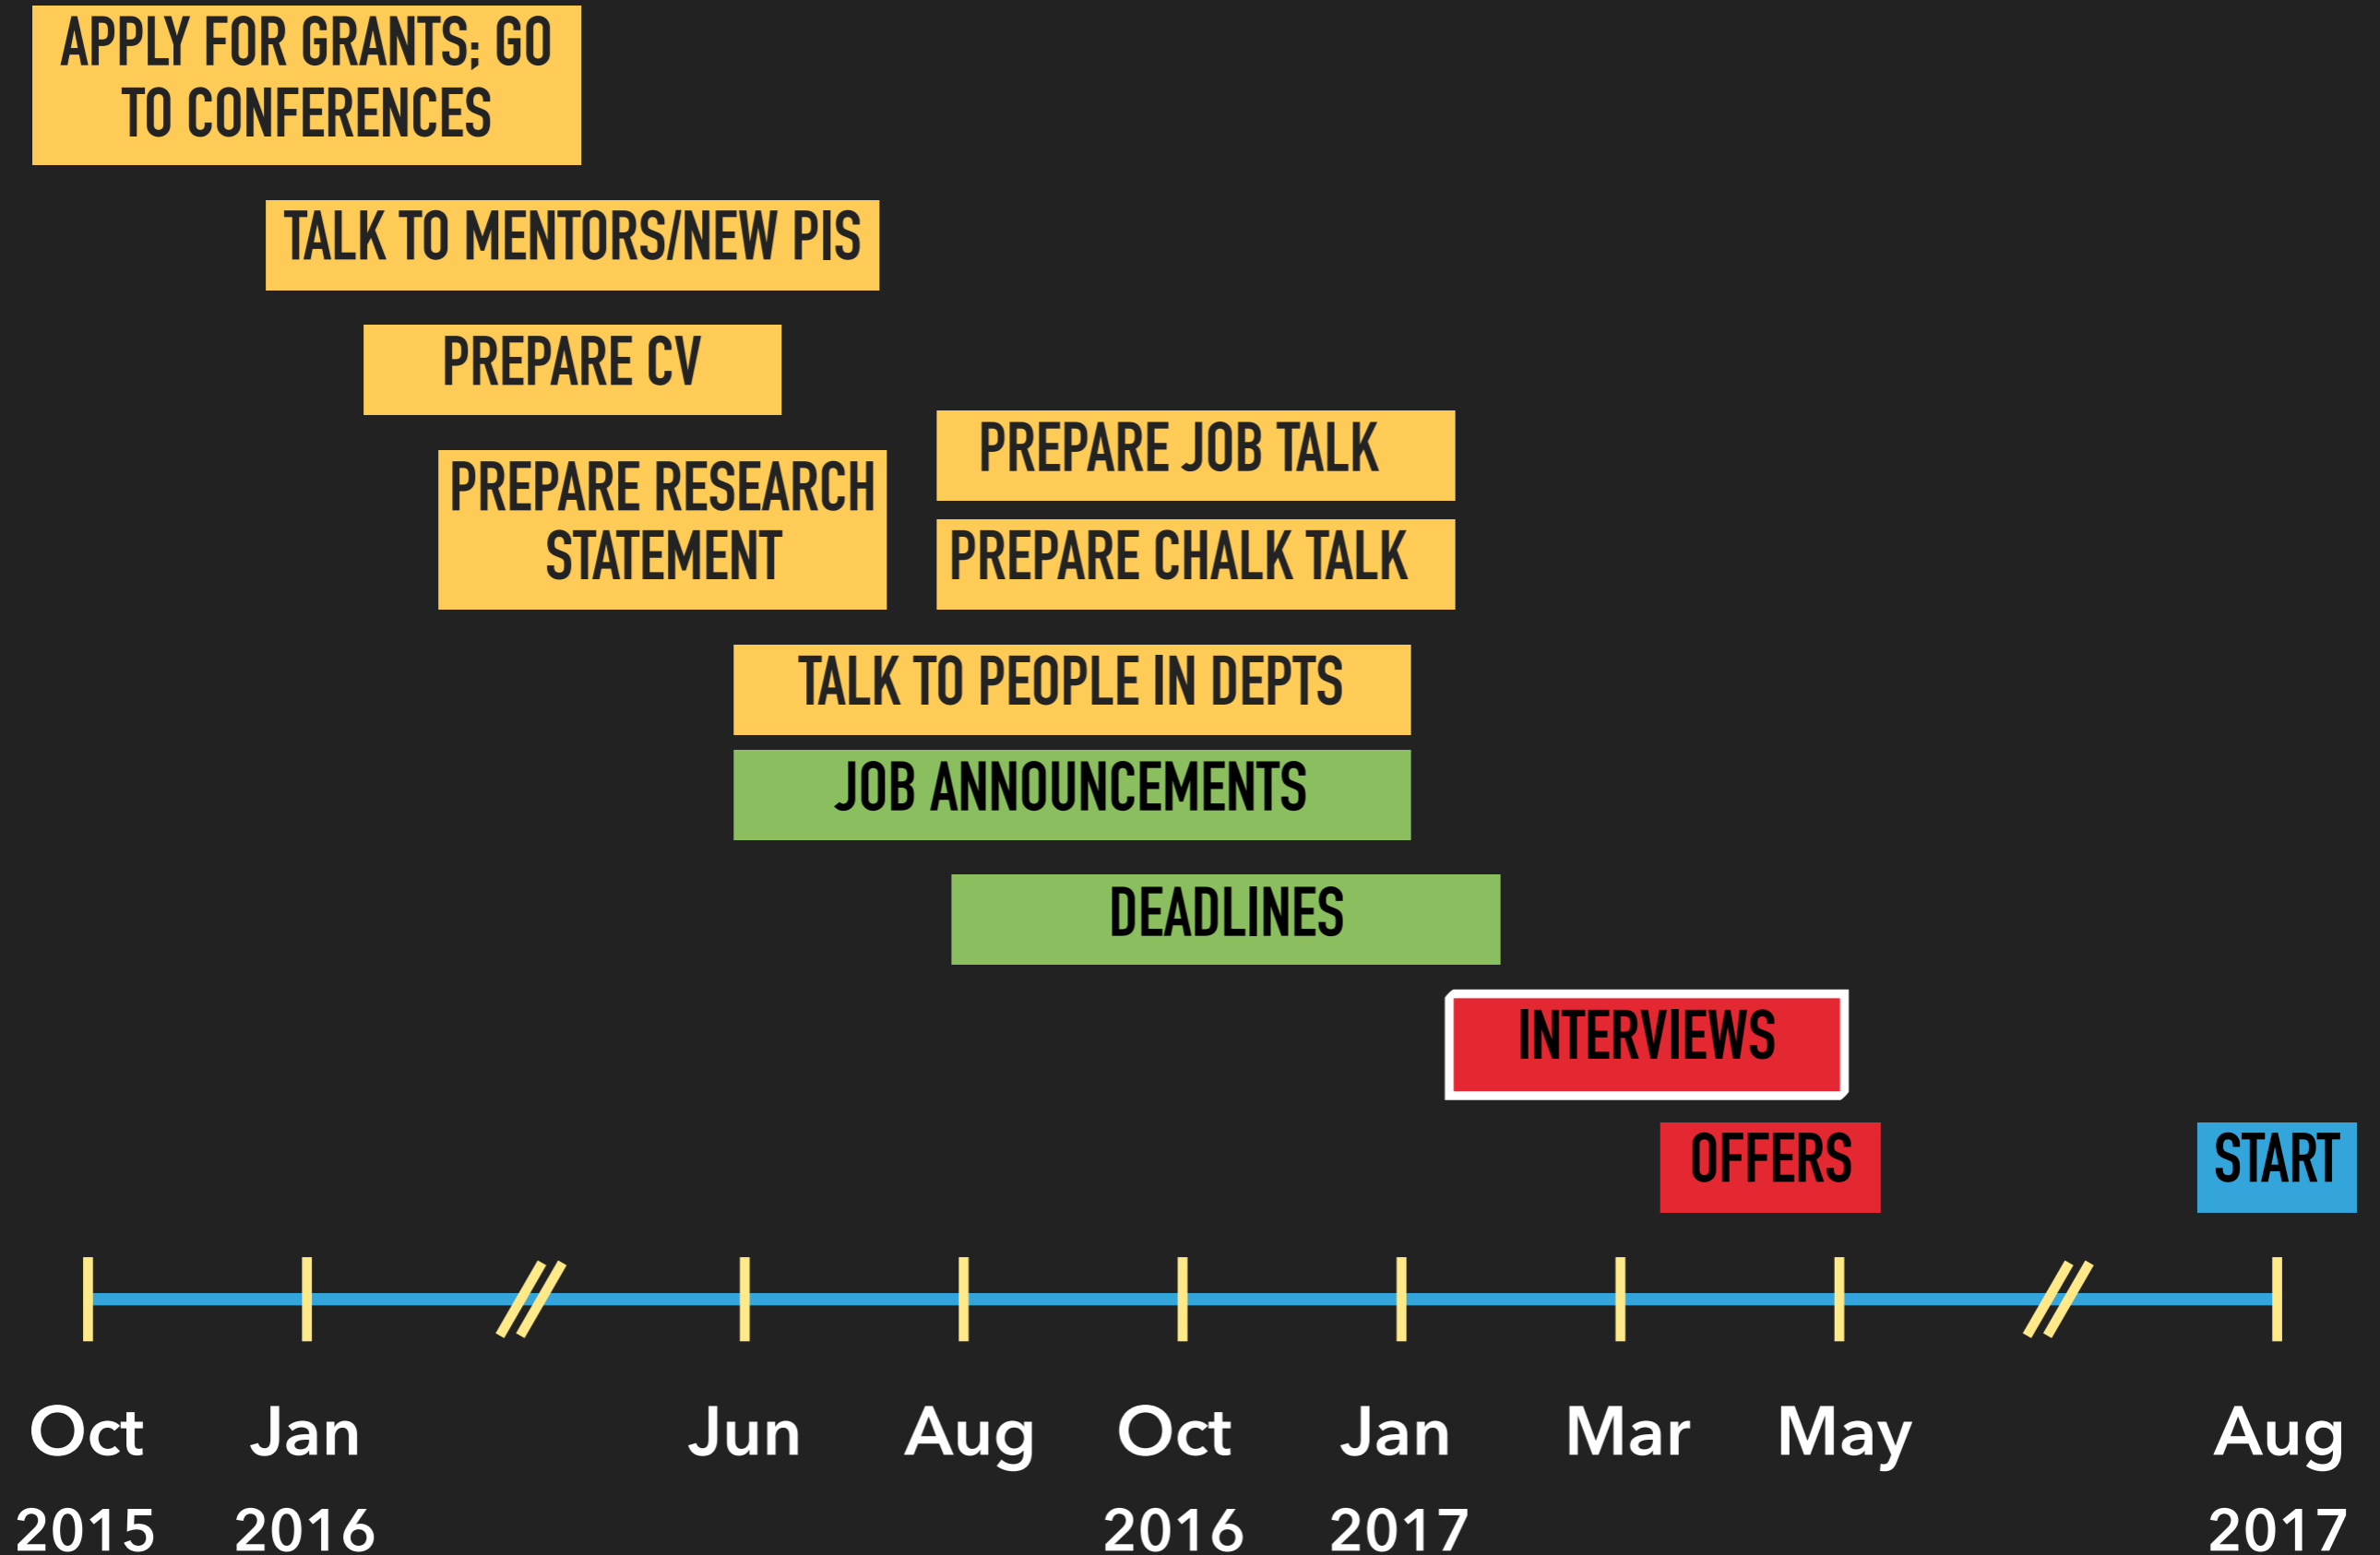 APPLY FOR GRANTS; GO
TO CONFERENCES
TALK TO MENTORS/NEW PIS
PREPARE CV
PREPARE JOB TALK
PREPARE RESEARCH
STATEMENT
PREPARE CHALK TALK
TALK TO PEOPLE IN DEPTS
JOB ANNOUNCEMENTS
DEADLINES
INTERVIEWS
OFFERS
START
Oct Jan Jun Aug Oct Jan Mar May Aug
2015 2016 2016 2017 2017